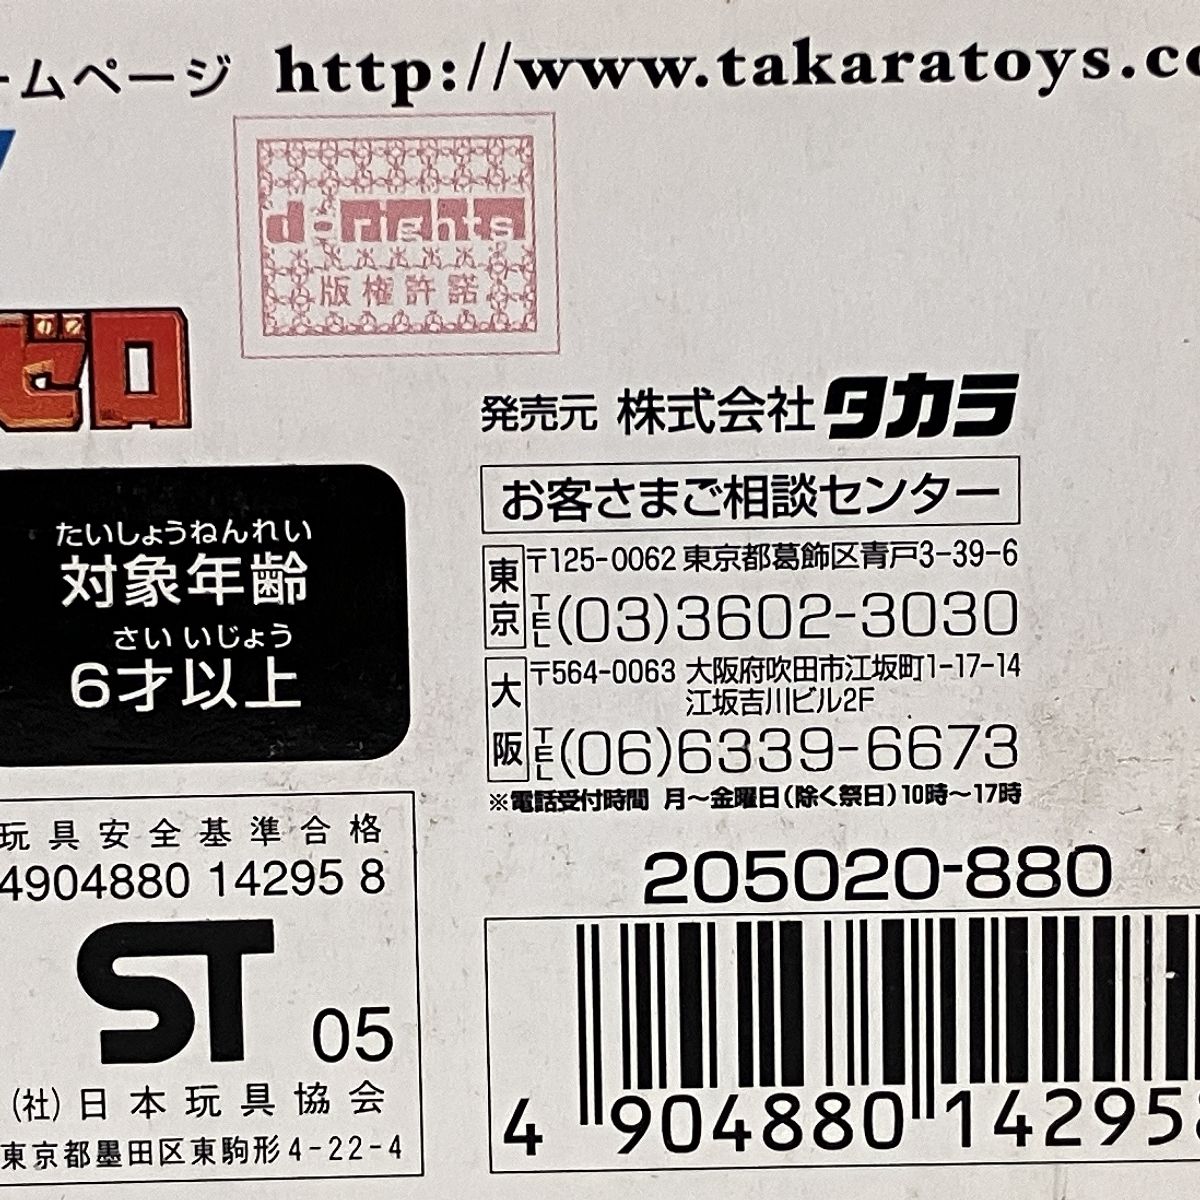 ームページ http://www.takaratoys.co
d-rights
版権許諾
ゼロ
発売元 株式会社タカラ
お客さまご相談センター
東京 〒125-0062 東京都葛飾区青戸3-39-6
TEL(03)3602-3030
大阪 〒564-0063 大阪府吹田市江坂町1-17-14
江坂吉川ビル2F
TEL(06)6339-6673
※電話受付時間 月〜金曜日(除く祭日)10時〜17時
たいしょうねんれい
対象年齢
さい いじょう
6才以上
玩具安全基準合格
4904880 14295 8
ST 05
(社)日本玩具協会
東京都墨田区東駒形4-22-4
205020-880
4 904880 142958